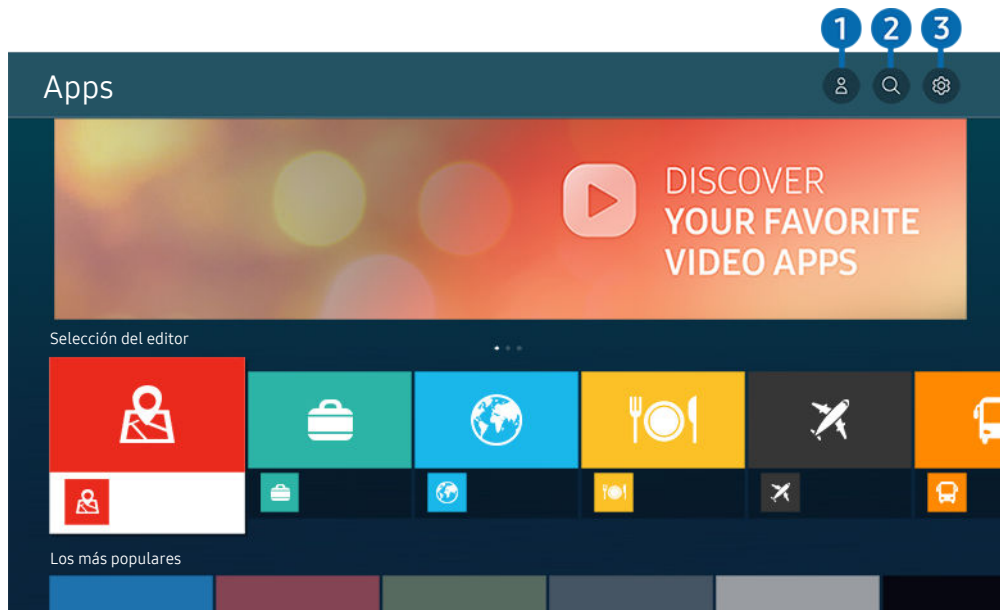 1 2 3
Apps
DISCOVER
YOUR FAVORITE
VIDEO APPS
Selección del editor
Los más populares